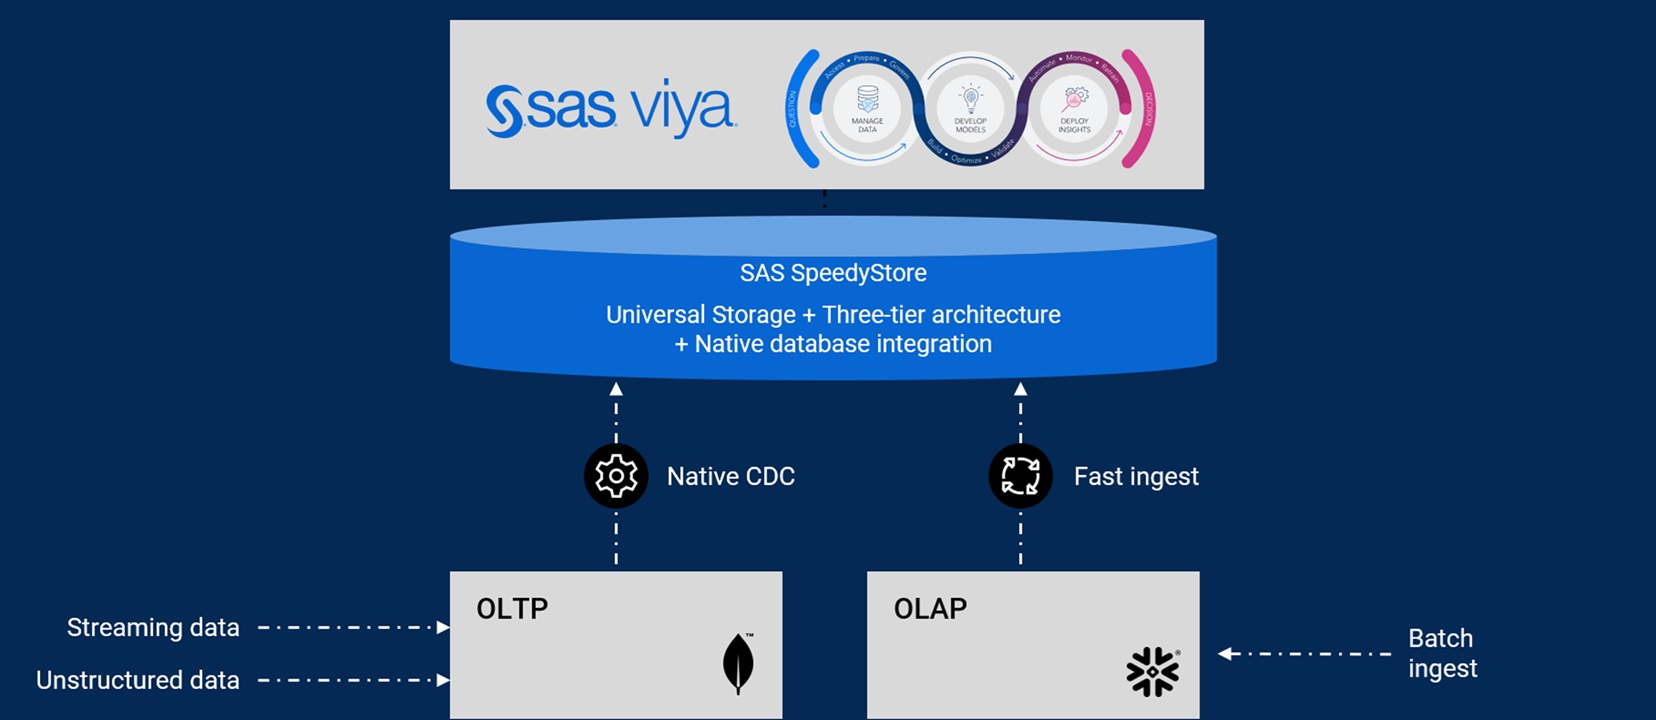 sas viya
QUESTION
Access • Prepare • Govern
MANAGE
DATA
DEVELOP
MODELS
Build • Optimize • Validate
Automate • Monitor • Retrain
DEPLOY
INSIGHTS
DECISION
SAS SpeedyStore
Universal Storage + Three-tier architecture
+ Native database integration
Native CDC
Fast ingest
OLTP
™
OLAP
®
Streaming data
Unstructured data
Batch
ingest